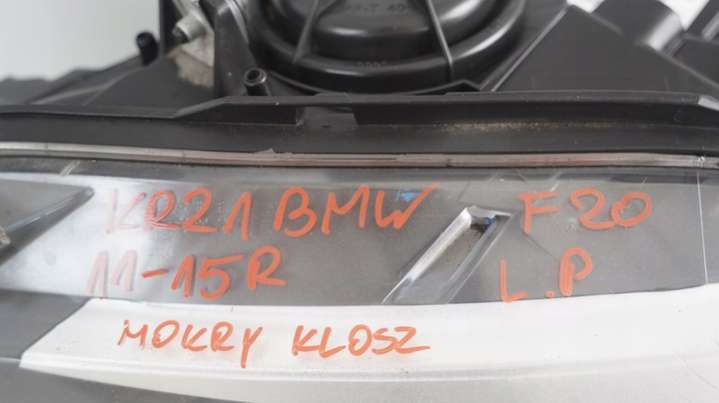 KR21 BMW F20
11-15R L.P
MOKRY KLOSZ